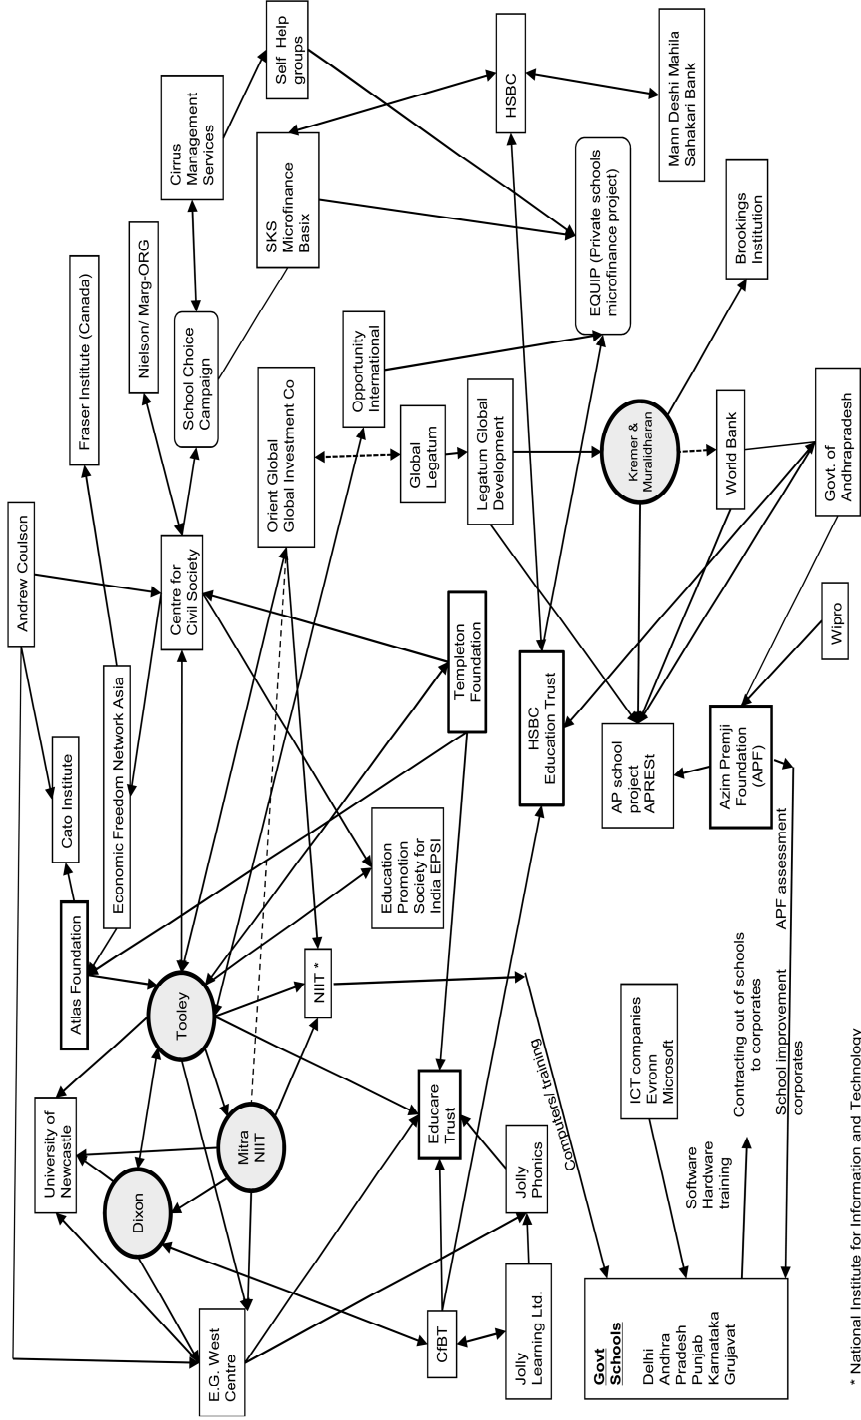 Andrew Coulson
Fraser Institute (Canada)
Cato Institute
Atlas Foundation
Economic Freedom Network Asia
Nielson/ Marg-ORG
Cirrus
Management
Services
Self Help
groups
University of
Newcastle
Dixon
Tooley
Centre for
Civil Society
School Choice
Campaign
SKS
Microfinance
Basix
E.G. West
Centre
Mitra
NIIT
NIIT *
Orient Global
Global Investment Co
Opportunity
International
HSBC
Education
Promotion
Society for
India EPSI
Global
Legatum
Templeton
Foundation
Legatum Global
Development
EQUIP (Private schools
microfinance project)
Mann Deshi Mahila
Sahakari Bank
CfBT
Educare
Trust
HSBC
Education Trust
Kremer &
Muralidharan
Brookings
Institution
Jolly
Learning Ltd.
Jolly
Phonics
Computers/ training
AP school
project
APRESt
World Bank
Govt
Schools
Delhi
Andhra
Pradesh
Punjab
Karnataka
Grujavat
ICT companies
Evronn
Microsoft
Software
Hardware
training
Contracting out of schools
to corporates
Azim Premji
Foundation
(APF)
Govt. of
Andhrapradesh
Wipro
School improvement
corporates
APF assessment
* National Institute for Information and Technology